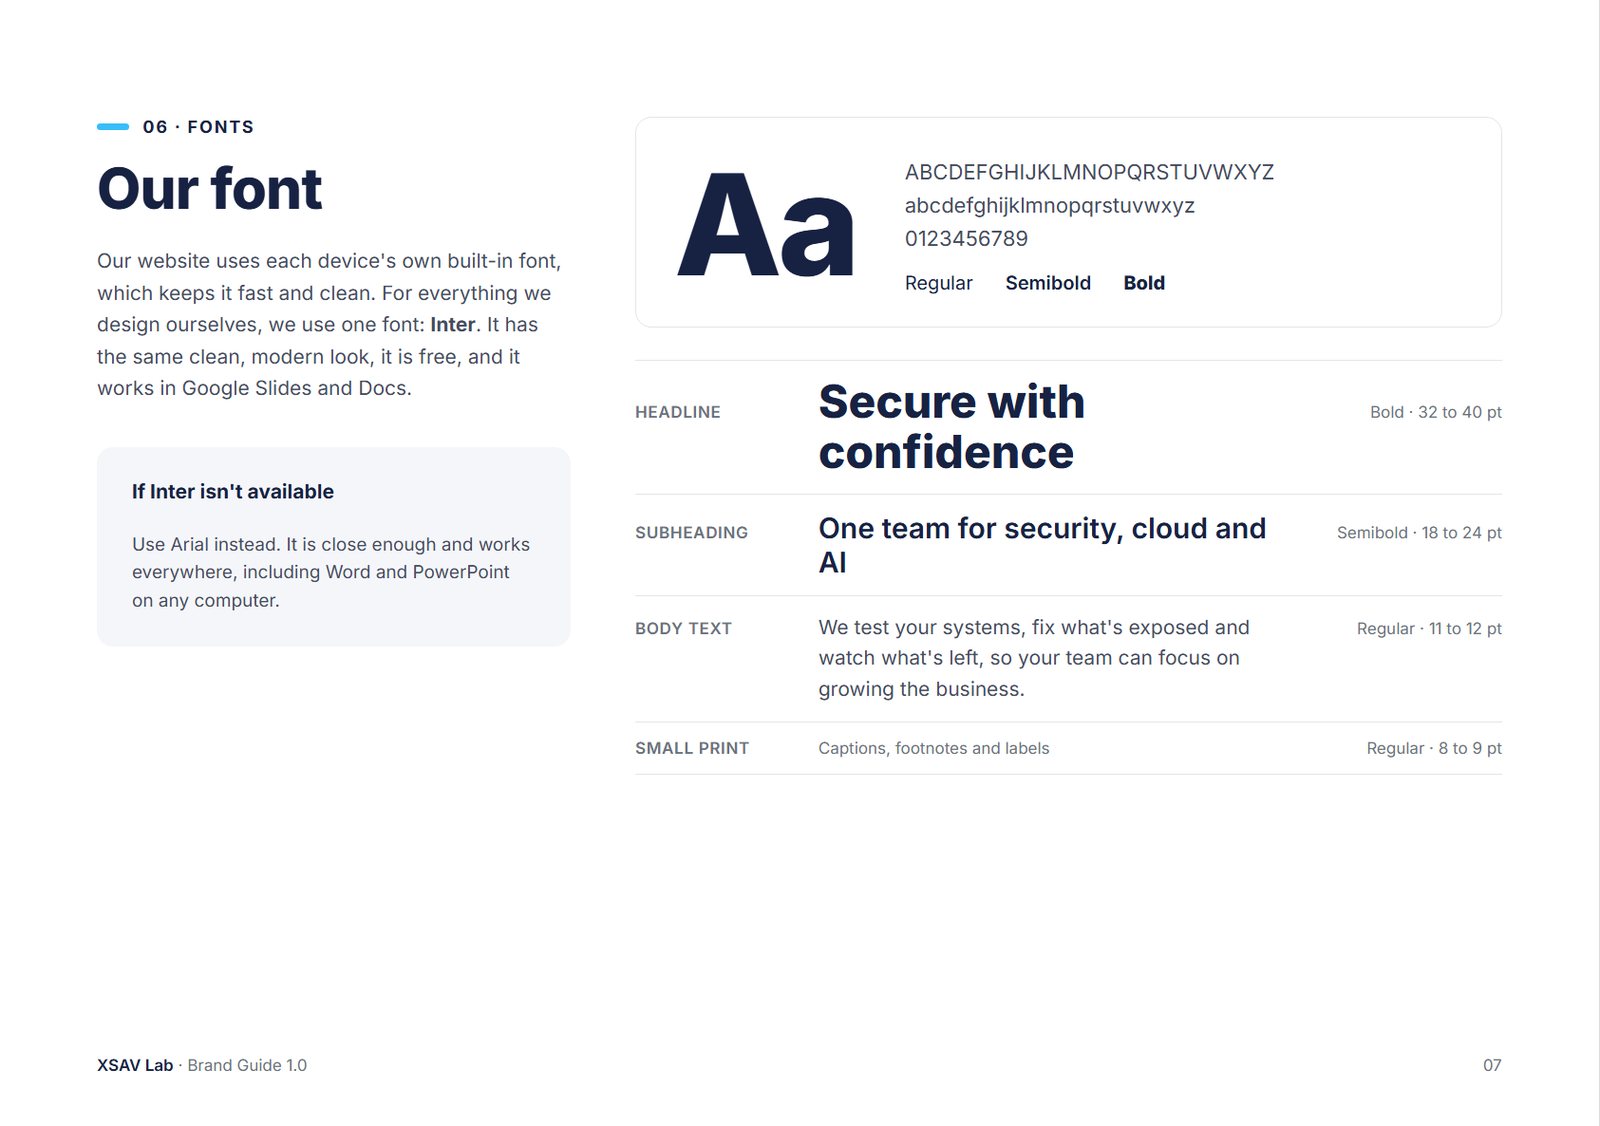 06 · FONTS
Our font
Our website uses each device's own built-in font,
which keeps it fast and clean. For everything we
design ourselves, we use one font: Inter. It has
the same clean, modern look, it is free, and it
works in Google Slides and Docs.
If Inter isn't available
Use Arial instead. It is close enough and works
everywhere, including Word and PowerPoint
on any computer.
Aa
ABCDEFGHIJKLMNOPQRSTUVWXYZ
abcdefghijklmnopqrstuvwxyz
0123456789
Regular Semibold Bold
HEADLINE
Secure with
confidence
Bold · 32 to 40 pt
SUBHEADING
One team for security, cloud and
AI
Semibold · 18 to 24 pt
BODY TEXT
We test your systems, fix what's exposed and
watch what's left, so your team can focus on
growing the business.
Regular · 11 to 12 pt
SMALL PRINT
Captions, footnotes and labels
Regular · 8 to 9 pt
XSAV Lab · Brand Guide 1.0
07